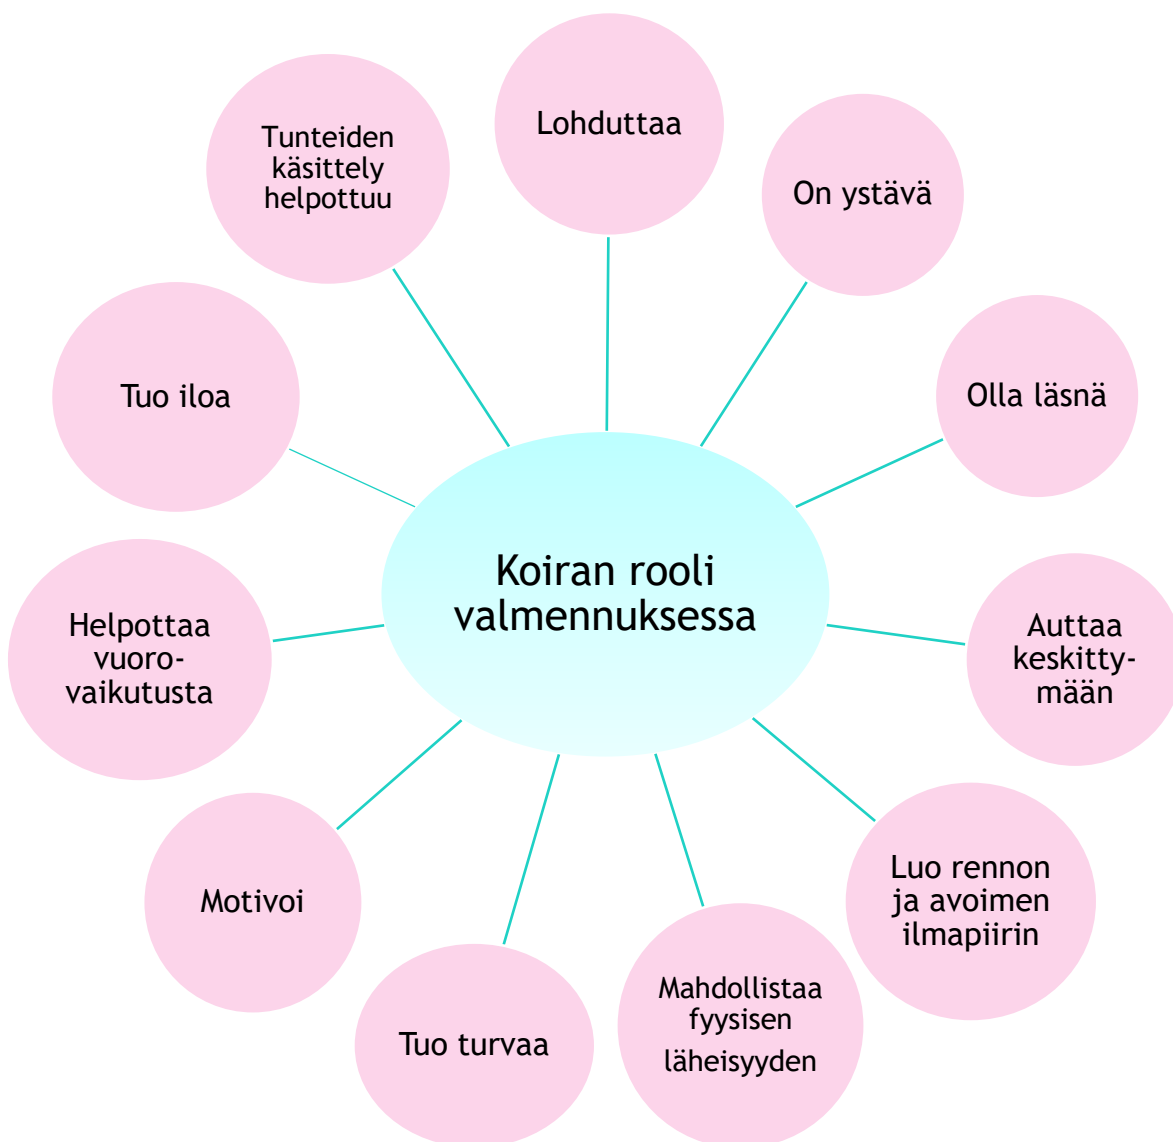 Lohduttaa
On ystävä
Olla läsnä
Auttaa
keskitty-
mään
Luo rennon
ja avoimen
ilmapiirin
Mahdollistaa
fyysisen
läheisyyden
Tuo turvaa
Motivoi
Helpottaa
vuoro-
vaikutusta
Tuo iloa
Tunteiden
käsittely
helpottuu
Koiran rooli
valmennuksessa